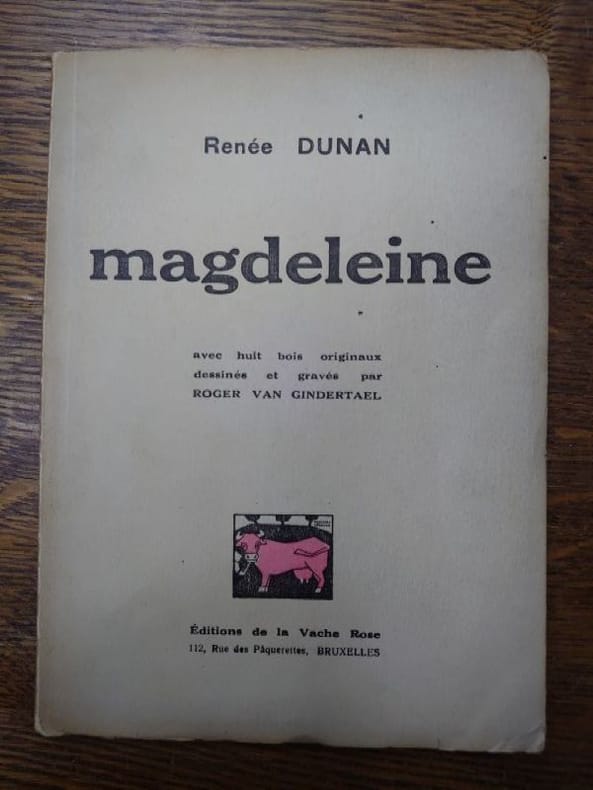 Renée DUNAN
magdeleine
avec huit bois originaux
dessinés et gravés par
ROGER VAN GINDERTAEL
Éditions de la Vache Rose
112, Rue des Pâquerettes, BRUXELLES